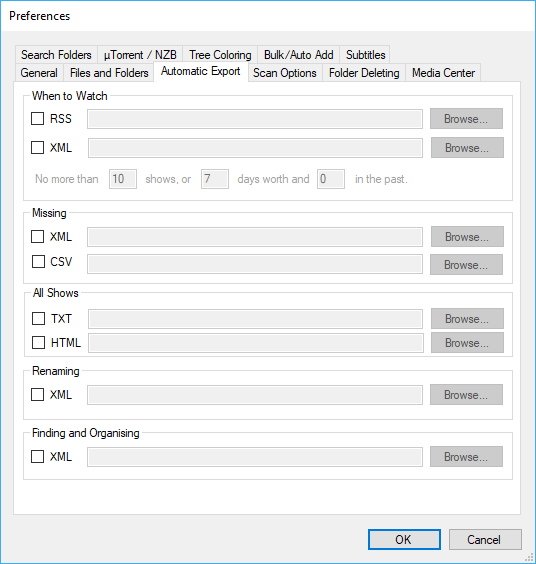 Preferences
Search Folders µTorrent / NZB Tree Coloring Bulk/Auto Add Subtitles
General Files and Folders Automatic Export Scan Options Folder Deleting Media Center
When to Watch
RSS Browse...
XML Browse...
No more than 10 shows, or 7 days worth and 0 in the past.
Missing
XML Browse...
CSV Browse...
All Shows
TXT Browse...
HTML Browse...
Renaming
XML Browse...
Finding and Organising
XML Browse...
OK Cancel